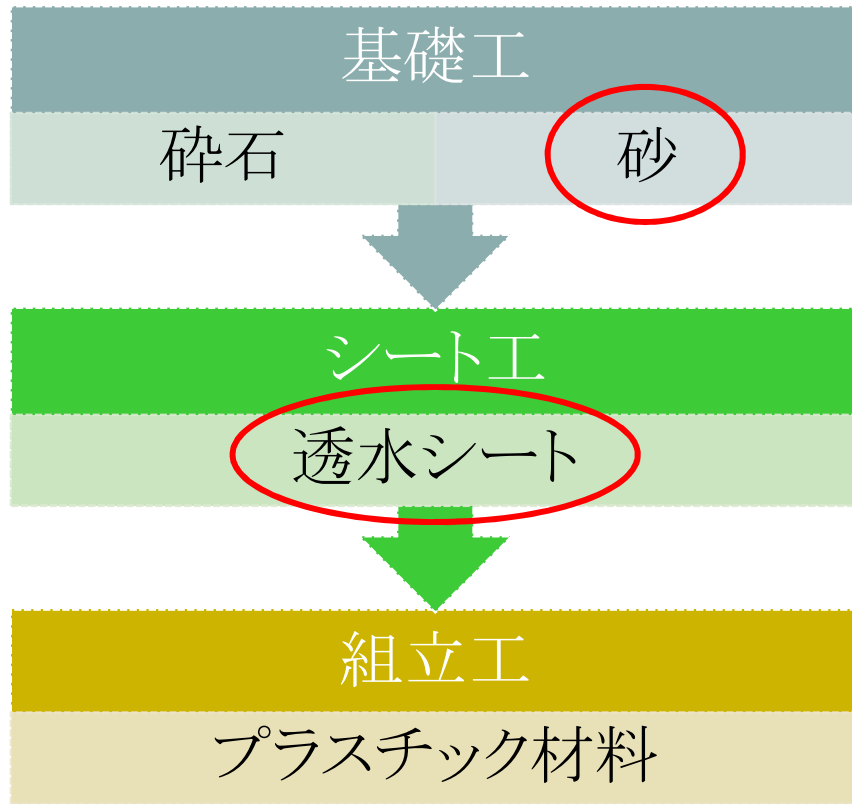 基礎工
砕石 砂
シート工
透水シート
組立工
プラスチック材料